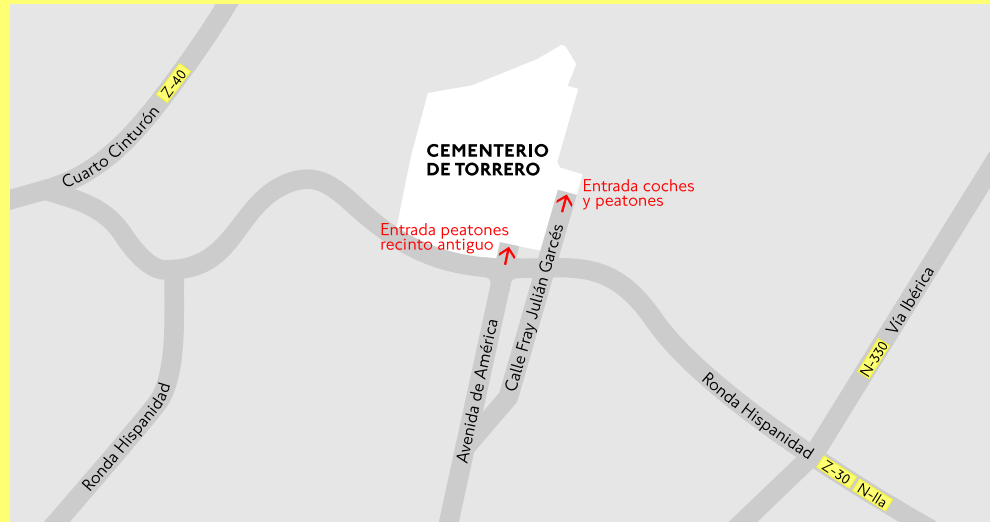 Z-40
Cuarto Cinturón
CEMENTERIO
DE TORRERO
Entrada coches
y peatones
Entrada peatones
recinto antiguo
Calle Fray Julián Garcés
Avenida de América
Vía Ibérica
N-330
Ronda Hispanidad
Ronda Hispanidad
Z-30
N-IIa